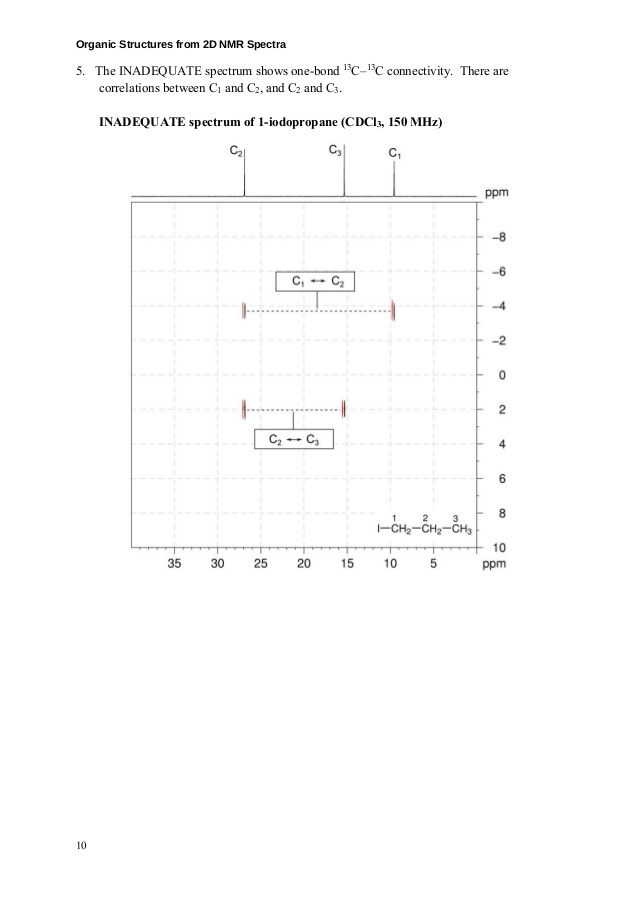 Organic Structures from 2D NMR Spectra
5. The INADEQUATE spectrum shows one-bond ¹³C–¹³C connectivity. There are
correlations between C₁ and C₂, and C₂ and C₃.
INADEQUATE spectrum of 1-iodopropane (CDCl₃, 150 MHz)
C₂ C₃ C₁
ppm
−8
−6
C₁ ↔ C₂
−4
−2
0
2
C₂ ↔ C₃
4
6
8
1 2 3
I—CH₂—CH₂—CH₃
10
35 30 25 20 15 10 5 ppm
10